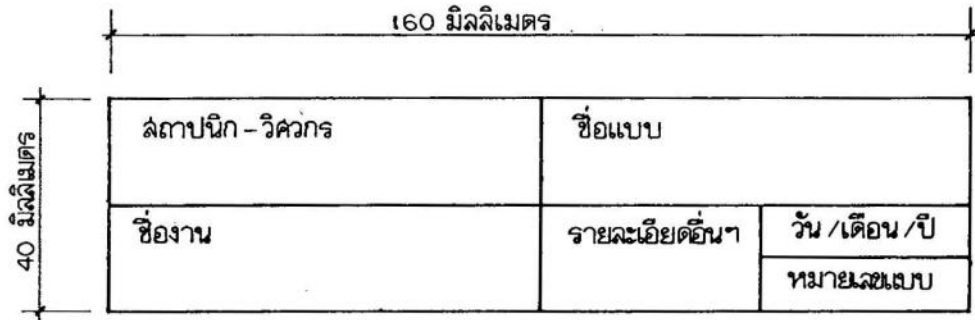 160 มิลลิเมตร
40 มิลลิเมตร
สถาปนิก-วิศวกร
ชื่อแบบ
ชื่องาน
รายละเอียดอื่นๆ
วัน/เดือน/ปี
หมายเลขแบบ